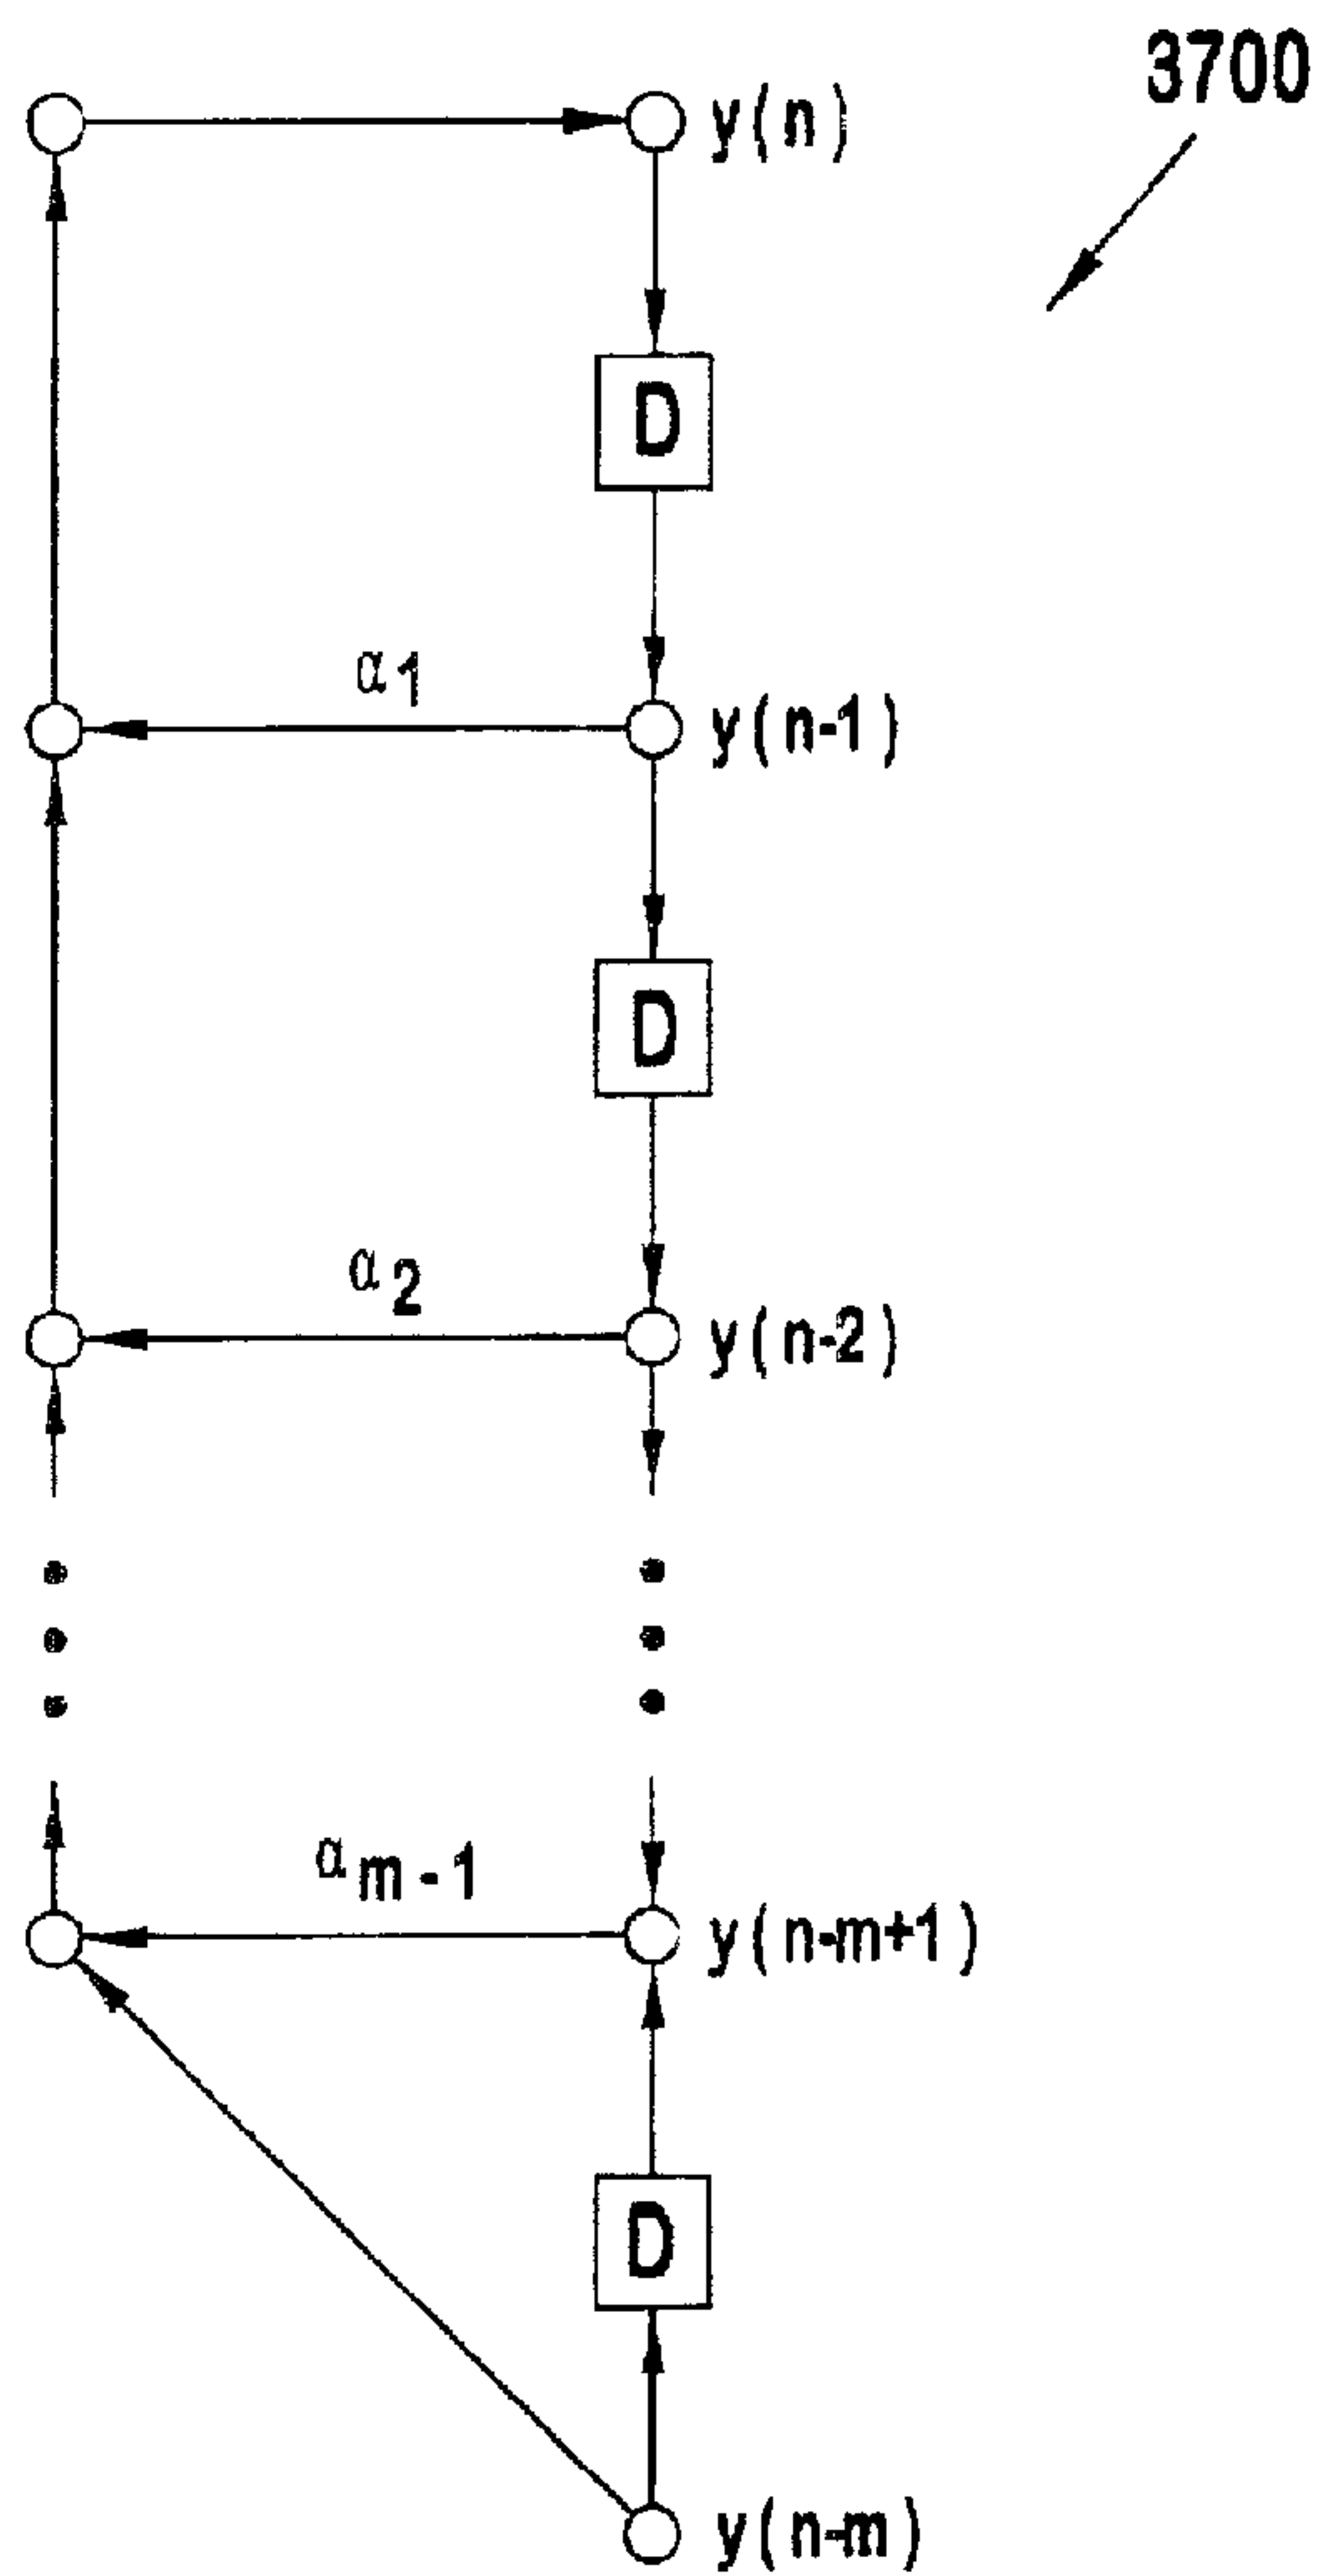 3700
y(n)
D
α1
y(n-1)
D
α2
y(n-2)
αm-1
y(n-m+1)
D
y(n-m)